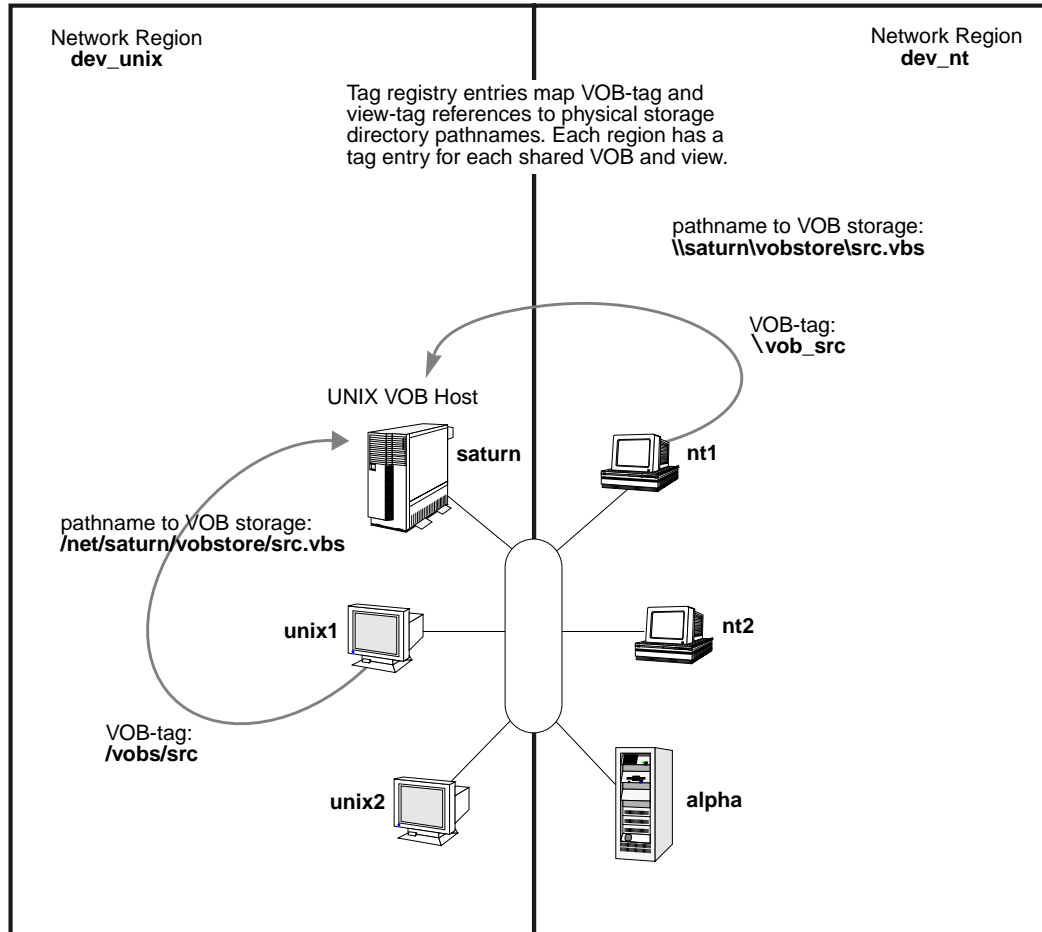 Network Region
dev_unix
Network Region
dev_nt
Tag registry entries map VOB-tag and
view-tag references to physical storage
directory pathnames. Each region has a
tag entry for each shared VOB and view.
pathname to VOB storage:
\\saturn\vobstore\src.vbs
VOB-tag:
\vob_src
UNIX VOB Host
saturn
nt1
pathname to VOB storage:
/net/saturn/vobstore/src.vbs
unix1
nt2
VOB-tag:
/vobs/src
unix2
alpha